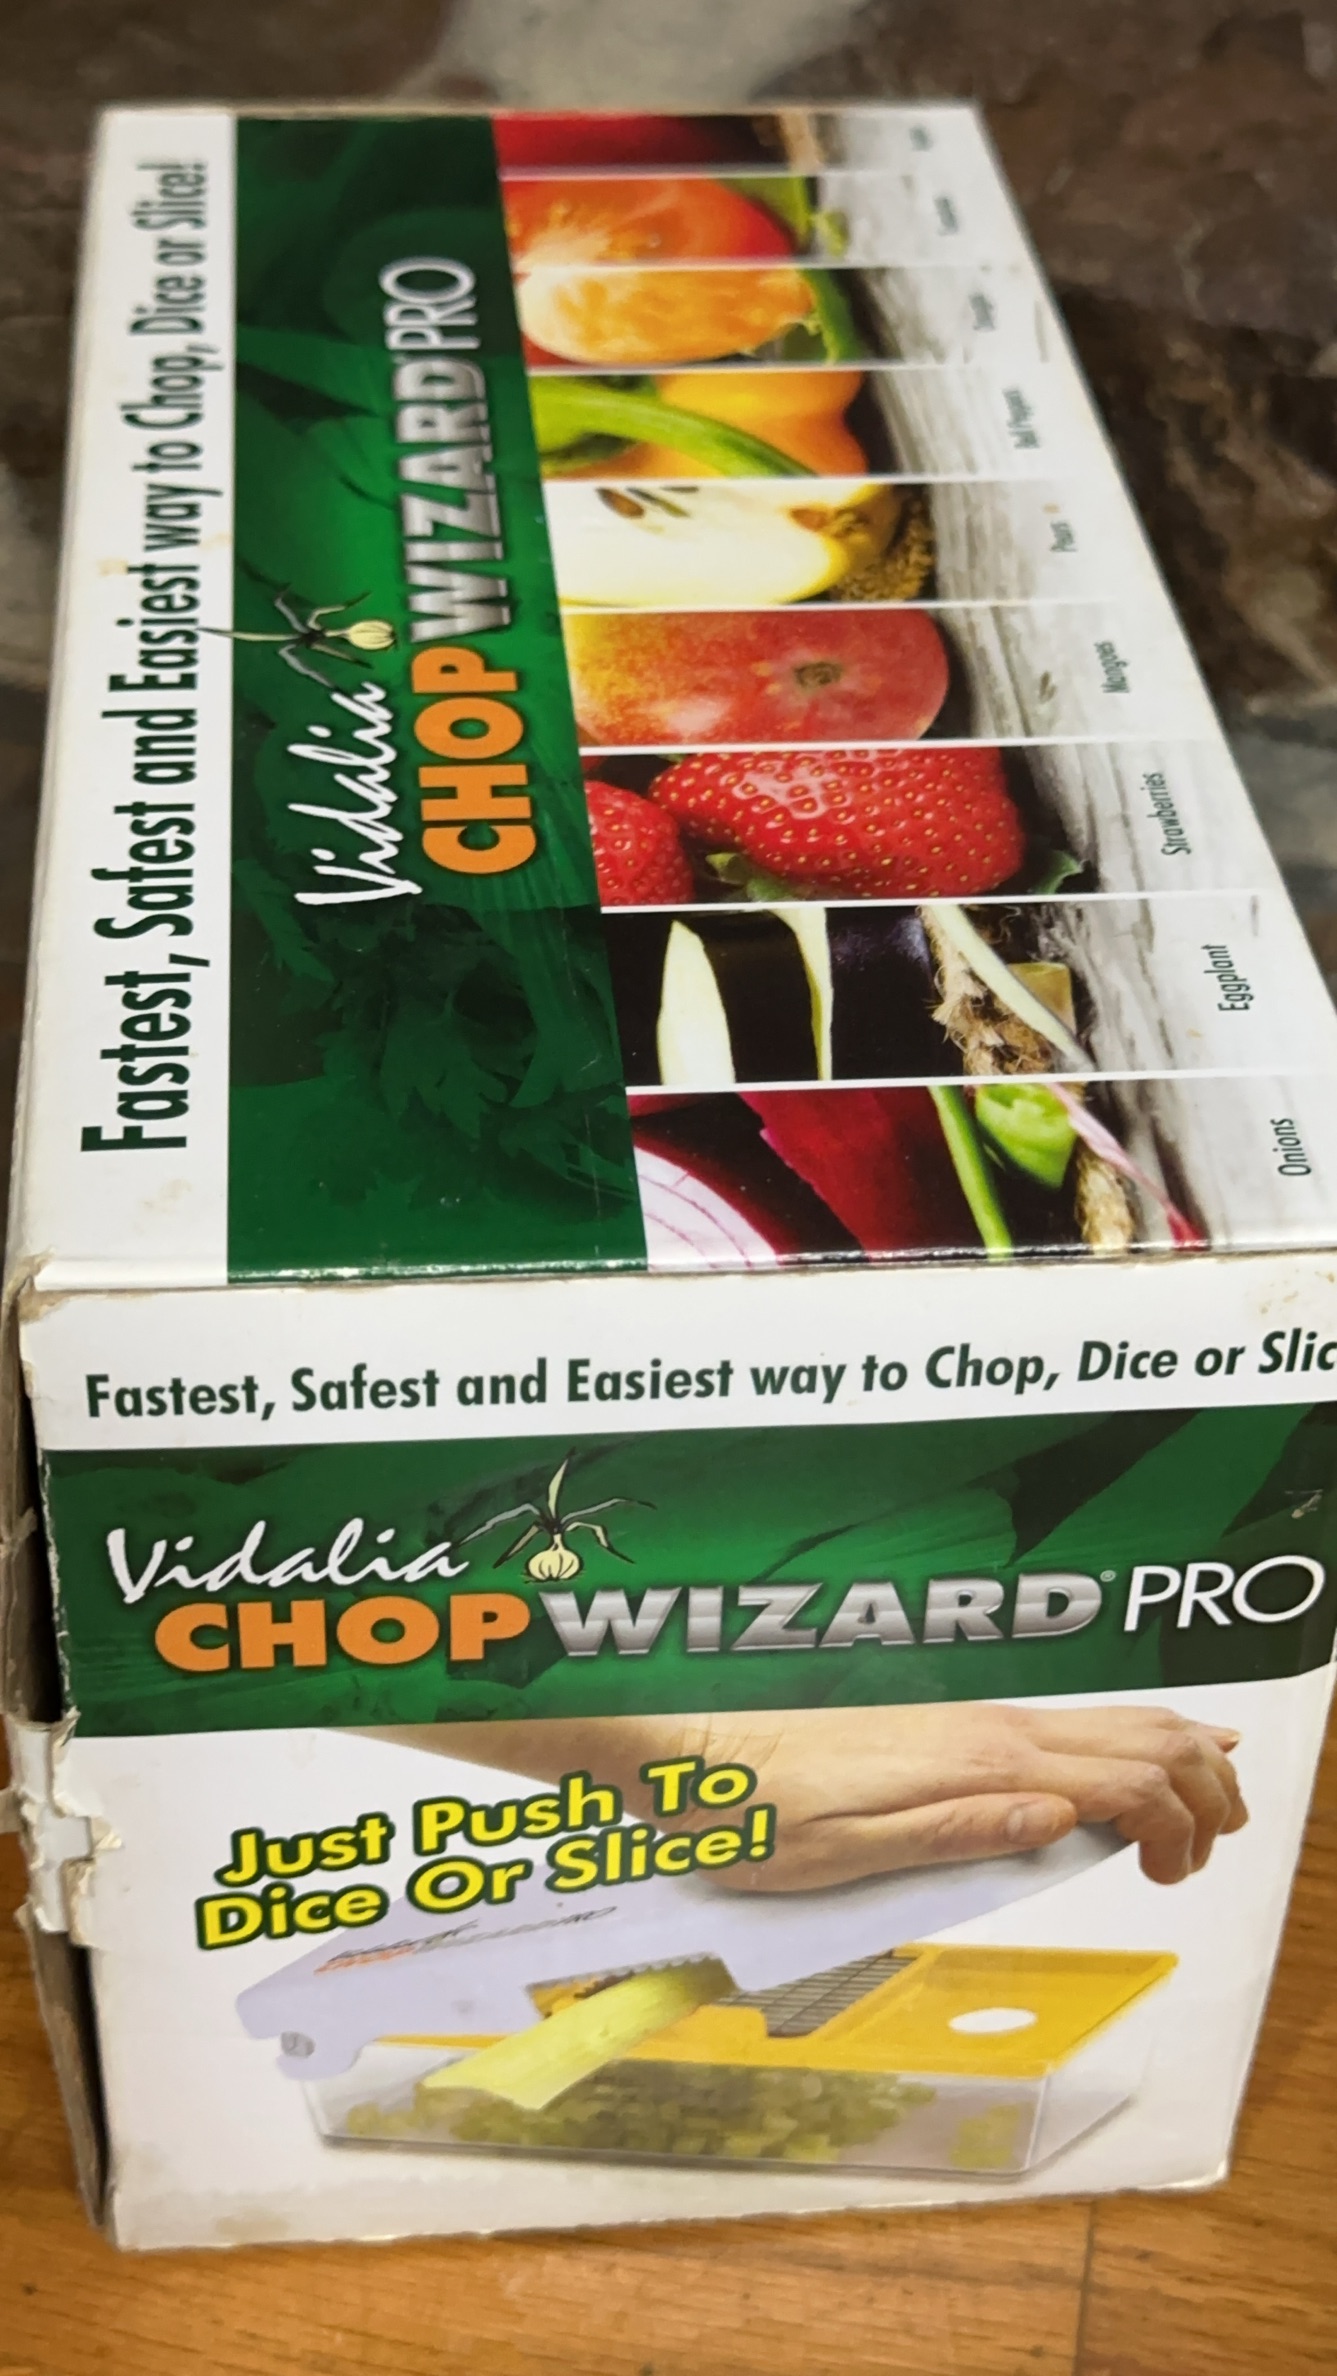 Fastest, Safest and Easiest way to Chop, Dice or Slice!
Vidalia
CHOP WIZARD PRO
Bell Peppers
Pears
Mangoes
Strawberries
Eggplant
Onions
Fastest, Safest and Easiest way to Chop, Dice or Slic
Vidalia
CHOP WIZARD® PRO
Just Push To
Dice Or Slice!